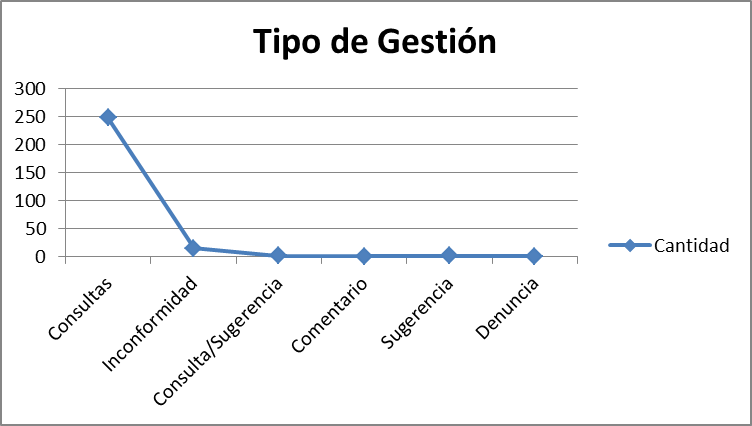 Tipo de Gestión
300
250
200
150
100
50
0
Consultas
Inconformidad
Consulta/Sugerencia
Comentario
Sugerencia
Denuncia
Cantidad